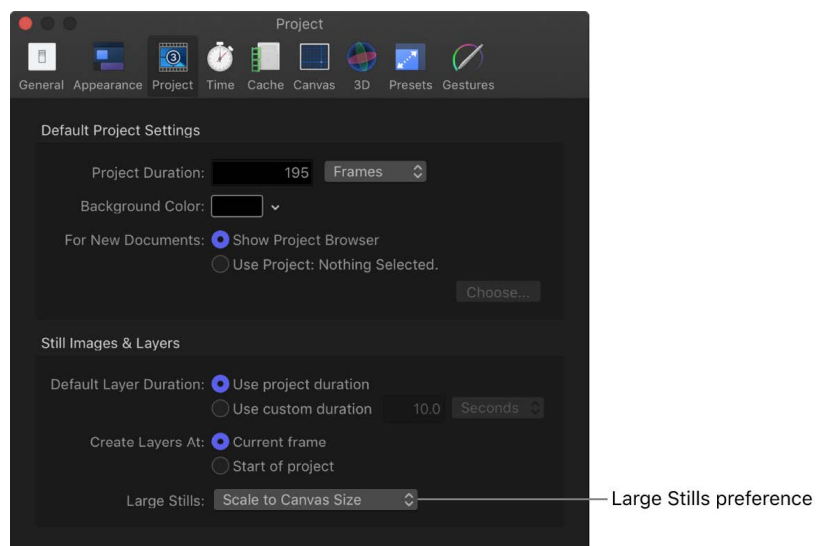 Project
3
General Appearance Project Time Cache Canvas 3D Presets Gestures
Default Project Settings
Project Duration: 195 Frames
Background Color:
For New Documents: Show Project Browser
Use Project: Nothing Selected.
Choose...
Still Images & Layers
Default Layer Duration: Use project duration
Use custom duration 10.0 Seconds
Create Layers At: Current frame
Start of project
Large Stills: Scale to Canvas Size
Large Stills preference